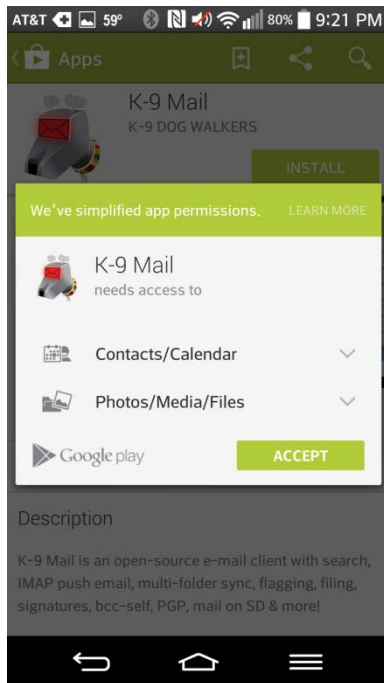 AT&T 59° 80% 9:21 PM
Apps
K-9 Mail
K-9 DOG WALKERS
INSTALL
We've simplified app permissions. LEARN MORE
K-9 Mail
needs access to
Contacts/Calendar
Photos/Media/Files
Google play ACCEPT
Description
K-9 Mail is an open-source e-mail client with search,
IMAP push email, multi-folder sync, flagging, filing,
signatures, bcc-self, PGP, mail on SD & more!